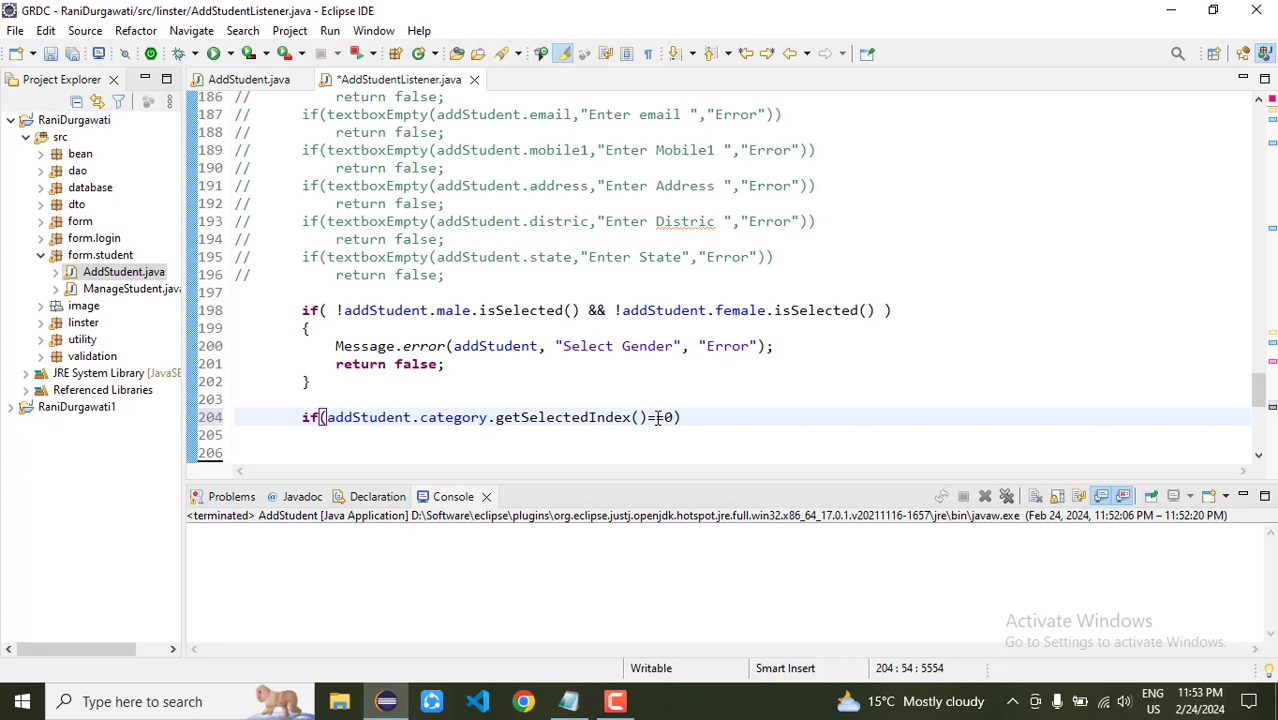 GRDC - RaniDurgawati/src/linster/AddStudentListener.java - Eclipse IDE
File Edit Source Refactor Navigate Search Project Run Window Help
Project Explorer
AddStudent.java
*AddStudentListener.java
RaniDurgawati
src
bean
dao
database
dto
form
form.login
form.student
AddStudent.java
ManageStudent.java
image
linster
utility
validation
JRE System Library [JavaSE
Referenced Libraries
RaniDurgawati1
186 // return false;
187 // if(textboxEmpty(addStudent.email,"Enter email ","Error"))
188 // return false;
189 // if(textboxEmpty(addStudent.mobile1,"Enter Mobile1 ","Error"))
190 // return false;
191 // if(textboxEmpty(addStudent.address,"Enter Address ","Error"))
192 // return false;
193 // if(textboxEmpty(addStudent.distric,"Enter Distric ","Error"))
194 // return false;
195 // if(textboxEmpty(addStudent.state,"Enter State","Error"))
196 // return false;
197
198 if( !addStudent.male.isSelected() && !addStudent.female.isSelected() )
199 {
200 Message.error(addStudent, "Select Gender", "Error");
201 return false;
202 }
203
204 if(addStudent.category.getSelectedIndex()==0)
205
206
Problems Javadoc Declaration Console
<terminated> AddStudent [Java Application] D:\Software\eclipse\plugins\org.eclipse.justj.openjdk.hotspot.jre.full.win32.x86_64_17.0.1.v20211116-1657\jre\bin\javaw.exe (Feb 24, 2024, 11:52:06 PM – 11:52:20 PM)
Activate Windows
Go to Settings to activate Windows.
Writable Smart Insert 204 : 54 : 5554
Type here to search
15°C Mostly cloudy
ENG
US
11:53 PM
2/24/2024